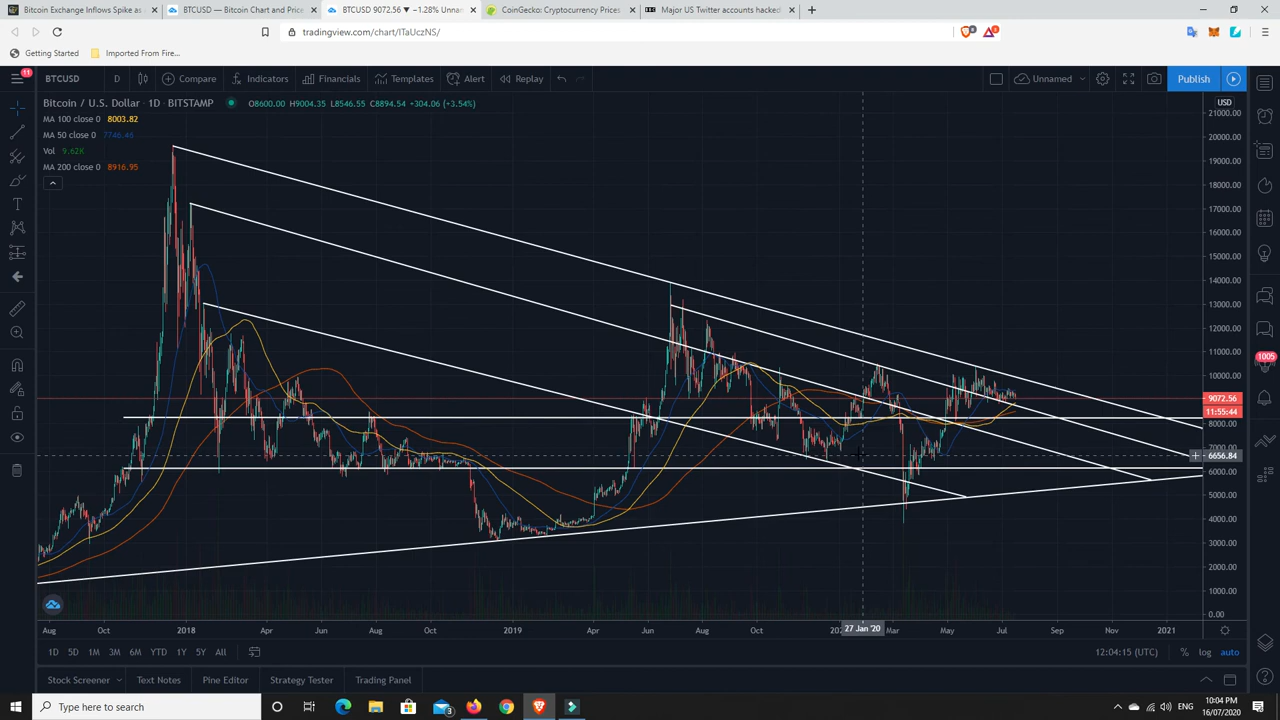 Bitcoin Exchange Inflows Spike as
BTCUSD — Bitcoin Chart and Price
BTCUSD 9072.56 ▼ −1.28% Unnam
CoinGecko: Cryptocurrency Prices
Major US Twitter accounts hacked
tradingview.com/chart/ITaUczNS/
Getting Started
Imported From Fire...
11
BTCUSD
D
Compare
Indicators
Financials
Templates
Alert
Replay
Unnamed
Publish
Bitcoin / U.S. Dollar · 1D · BITSTAMP
O8600.00 H9004.35 L8546.55 C8894.54 +304.06 (+3.54%)
MA 100 close 0 8003.82
MA 50 close 0 7746.46
Vol 9.62K
MA 200 close 0 8916.95
USD
21000.00
20000.00
19000.00
18000.00
17000.00
16000.00
15000.00
14000.00
13000.00
12000.00
11000.00
10000.00
9072.56
11:55:44
8000.00
7000.00
6656.84
6000.00
5000.00
4000.00
3000.00
2000.00
1000.00
0.00
1005
Aug
Oct
2018
Apr
Jun
Aug
Oct
2019
Apr
Jun
Aug
Oct
27 Jan '20
Mar
May
Jul
Sep
Nov
2021
1D
5D
1M
3M
6M
YTD
1Y
5Y
All
12:04:15 (UTC)
%
log
auto
Stock Screener
Text Notes
Pine Editor
Strategy Tester
Trading Panel
Type here to search
3
ENG
10:04 PM
16/07/2020